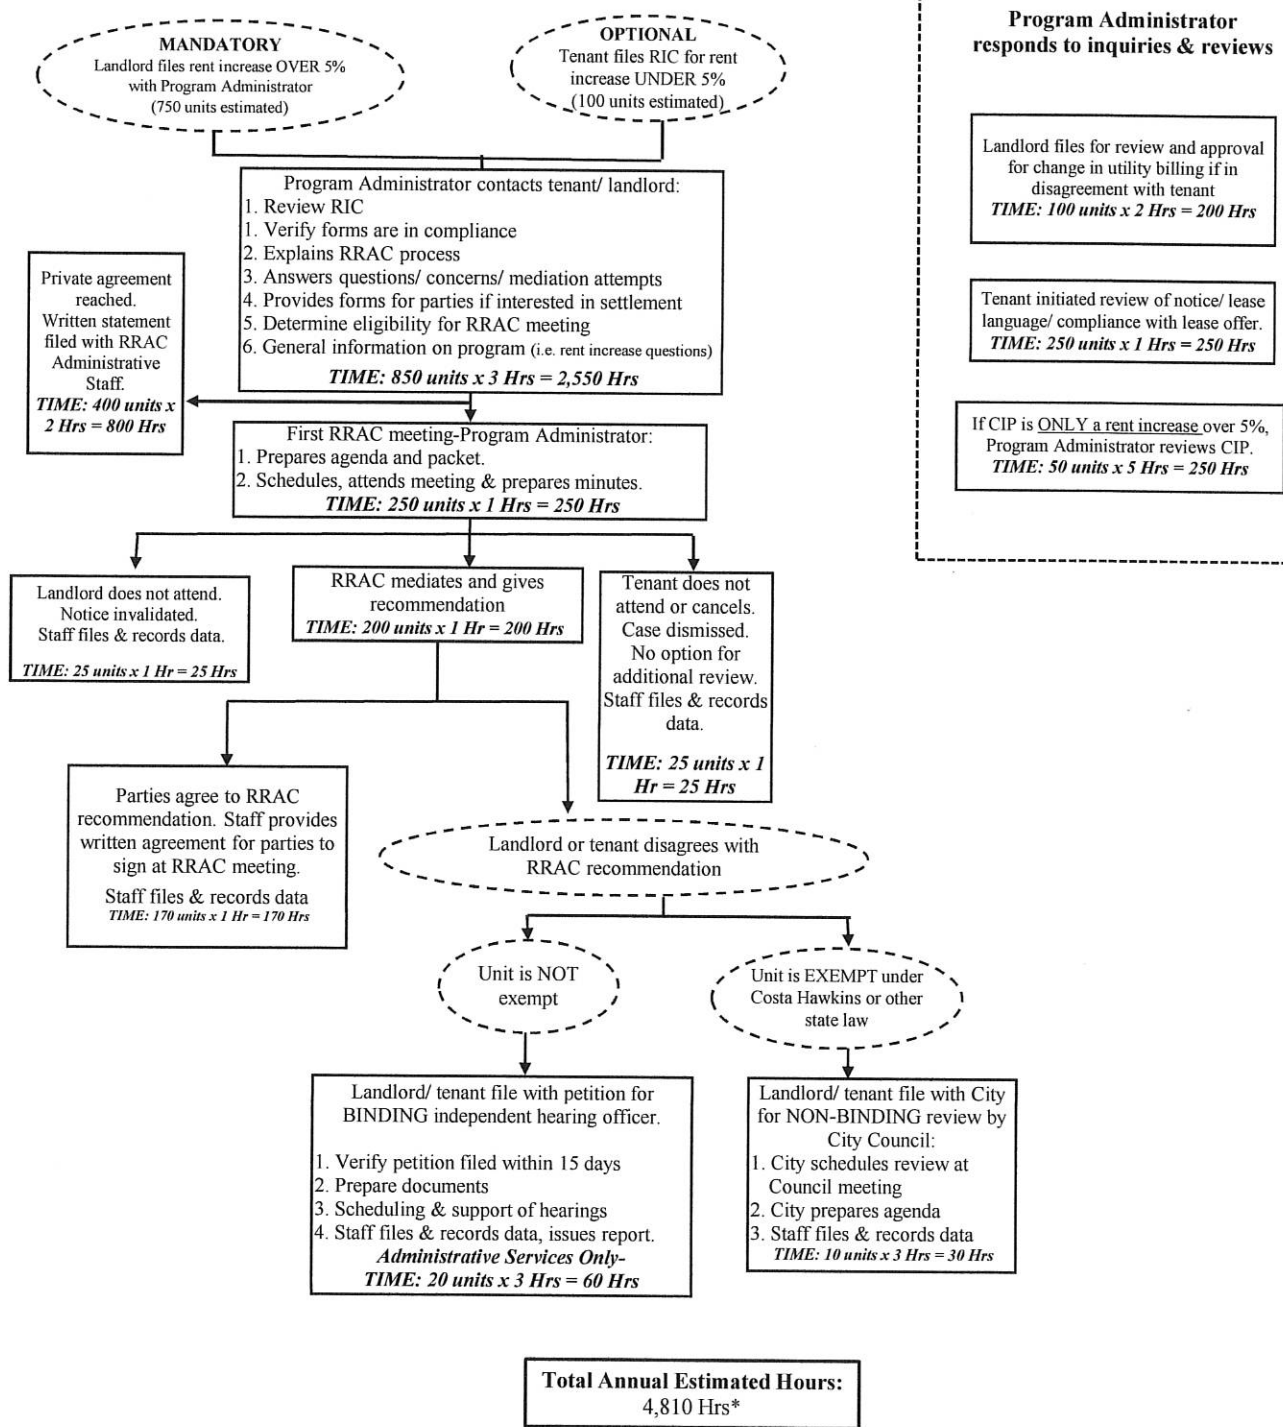 MANDATORY
Landlord files rent increase OVER 5%
with Program Administrator
(750 units estimated)
OPTIONAL
Tenant files RIC for rent
increase UNDER 5%
(100 units estimated)
Program Administrator
responds to inquiries & reviews
Landlord files for review and approval
for change in utility billing if in
disagreement with tenant
TIME: 100 units x 2 Hrs = 200 Hrs
Tenant initiated review of notice/ lease
language/ compliance with lease offer.
TIME: 250 units x 1 Hrs = 250 Hrs
If CIP is ONLY a rent increase over 5%,
Program Administrator reviews CIP.
TIME: 50 units x 5 Hrs = 250 Hrs
Program Administrator contacts tenant/ landlord:
1. Review RIC
1. Verify forms are in compliance
2. Explains RRAC process
3. Answers questions/ concerns/ mediation attempts
4. Provides forms for parties if interested in settlement
5. Determine eligibility for RRAC meeting
6. General information on program (i.e. rent increase questions)
TIME: 850 units x 3 Hrs = 2,550 Hrs
Private agreement
reached.
Written statement
filed with RRAC
Administrative
Staff.
TIME: 400 units x
2 Hrs = 800 Hrs
First RRAC meeting-Program Administrator:
1. Prepares agenda and packet.
2. Schedules, attends meeting & prepares minutes.
TIME: 250 units x 1 Hrs = 250 Hrs
Landlord does not attend.
Notice invalidated.
Staff files & records data.
TIME: 25 units x 1 Hr = 25 Hrs
RRAC mediates and gives
recommendation
TIME: 200 units x 1 Hr = 200 Hrs
Tenant does not
attend or cancels.
Case dismissed.
No option for
additional review.
Staff files & records
data.
TIME: 25 units x 1
Hr = 25 Hrs
Parties agree to RRAC
recommendation. Staff provides
written agreement for parties to
sign at RRAC meeting.
Staff files & records data
TIME: 170 units x 1 Hr = 170 Hrs
Landlord or tenant disagrees with
RRAC recommendation
Unit is NOT
exempt
Unit is EXEMPT under
Costa Hawkins or other
state law
Landlord/ tenant file with petition for
BINDING independent hearing officer.
1. Verify petition filed within 15 days
2. Prepare documents
3. Scheduling & support of hearings
4. Staff files & records data, issues report.
Administrative Services Only-
TIME: 20 units x 3 Hrs = 60 Hrs
Landlord/ tenant file with City
for NON-BINDING review by
City Council:
1. City schedules review at
Council meeting
2. City prepares agenda
3. Staff files & records data
TIME: 10 units x 3 Hrs = 30 Hrs
Total Annual Estimated Hours:
4,810 Hrs*